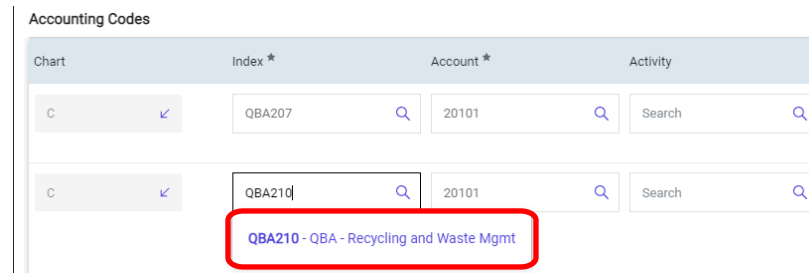 Accounting Codes
Chart Index * Account * Activity
C QBA207 20101 Search
C QBA210 20101 Search
QBA210 - QBA - Recycling and Waste Mgmt